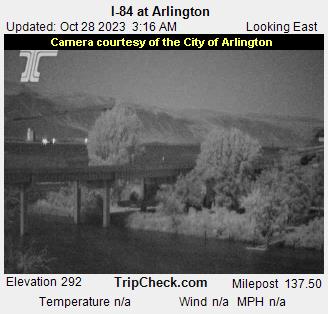 I-84 at Arlington
Updated: Oct 28 2023 3:16 AM Looking East
Camera courtesy of the City of Arlington
Elevation 292 TripCheck.com Milepost 137.50
Temperature n/a Wind n/a MPH n/a